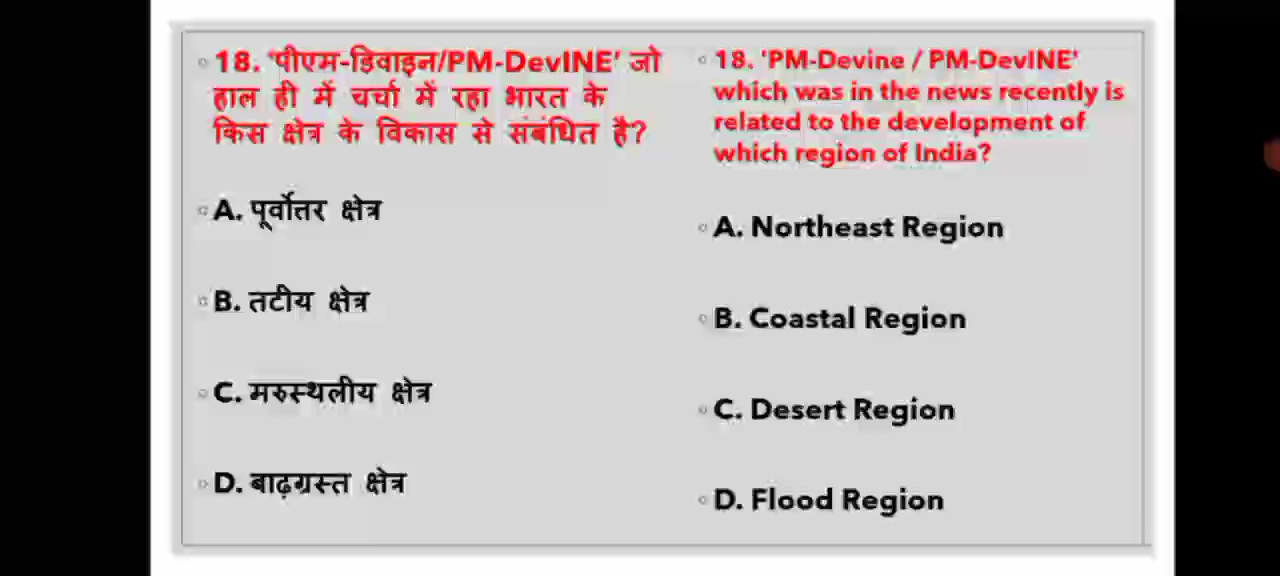 18. 'पीएम-डिवाइन/PM-DevINE' जो
हाल ही में चर्चा में रहा भारत के
किस क्षेत्र के विकास से संबंधित है?
A. पूर्वोतर क्षेत्र
B. तटीय क्षेत्र
C. मरुस्थलीय क्षेत्र
D. बाढ़ग्रस्त क्षेत्र
18. 'PM-Devine / PM-DevINE'
which was in the news recently is
related to the development of
which region of India?
A. Northeast Region
B. Coastal Region
C. Desert Region
D. Flood Region